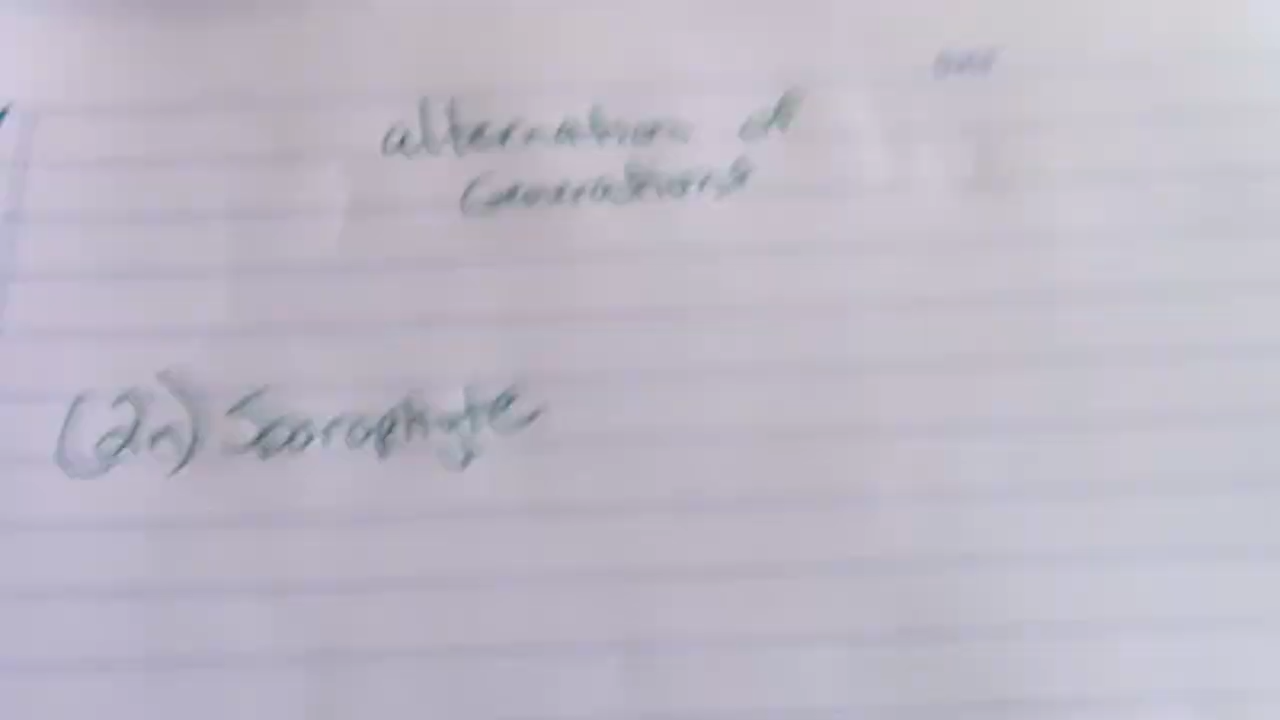 alternation of
Generations
(2n) Sporophyte